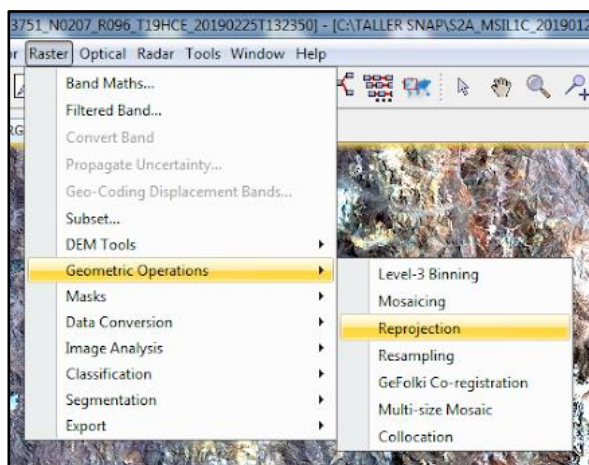 3751_N0207_R096_T19HCE_20190225T132350] - [C:\TALLER SNAP\S2A_MSIL1C_201901
Raster Optical Radar Tools Window Help
Band Maths...
Filtered Band...
Convert Band
Propagate Uncertainty...
Geo-Coding Displacement Bands...
Subset...
DEM Tools
Geometric Operations
Masks
Data Conversion
Image Analysis
Classification
Segmentation
Export
Level-3 Binning
Mosaicing
Reprojection
Resampling
GeFolki Co-registration
Multi-size Mosaic
Collocation